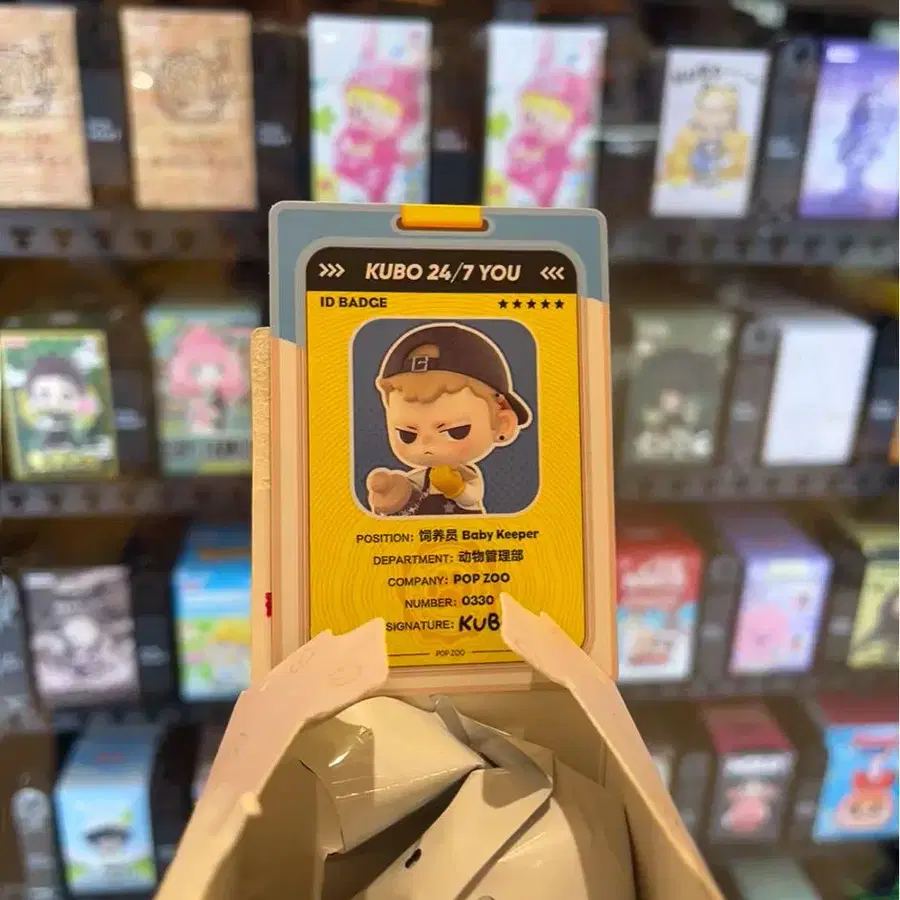 >>> KUBO 24/7 YOU <<<
ID BADGE ★★★★★
POSITION: 饲养员 Baby Keeper
DEPARTMENT: 动物管理部
COMPANY: POP ZOO
NUMBER: 0330
SIGNATURE: KUB
POP ZOO